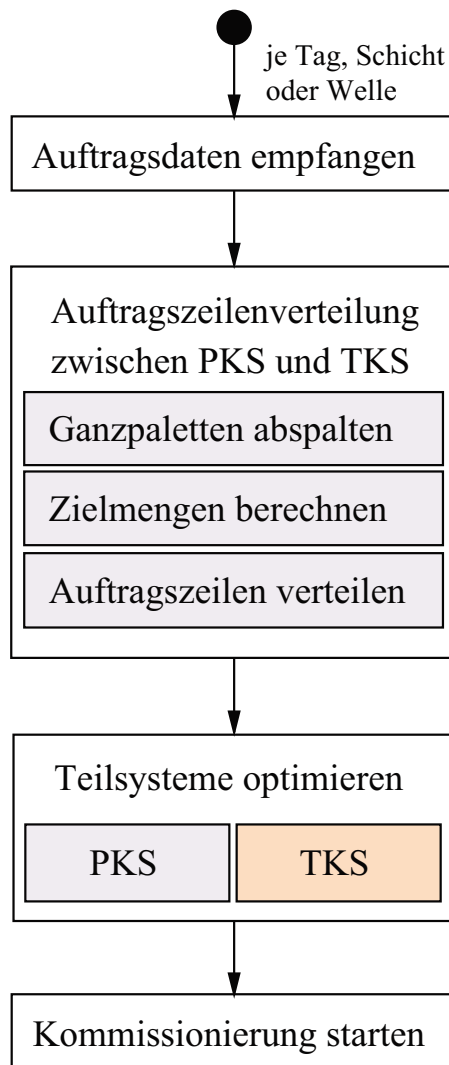 je Tag, Schicht
oder Welle
Auftragsdaten empfangen
Auftragszeilenverteilung
zwischen PKS und TKS
Ganzpaletten abspalten
Zielmengen berechnen
Auftragszeilen verteilen
Teilsysteme optimieren
PKS TKS
Kommissionierung starten